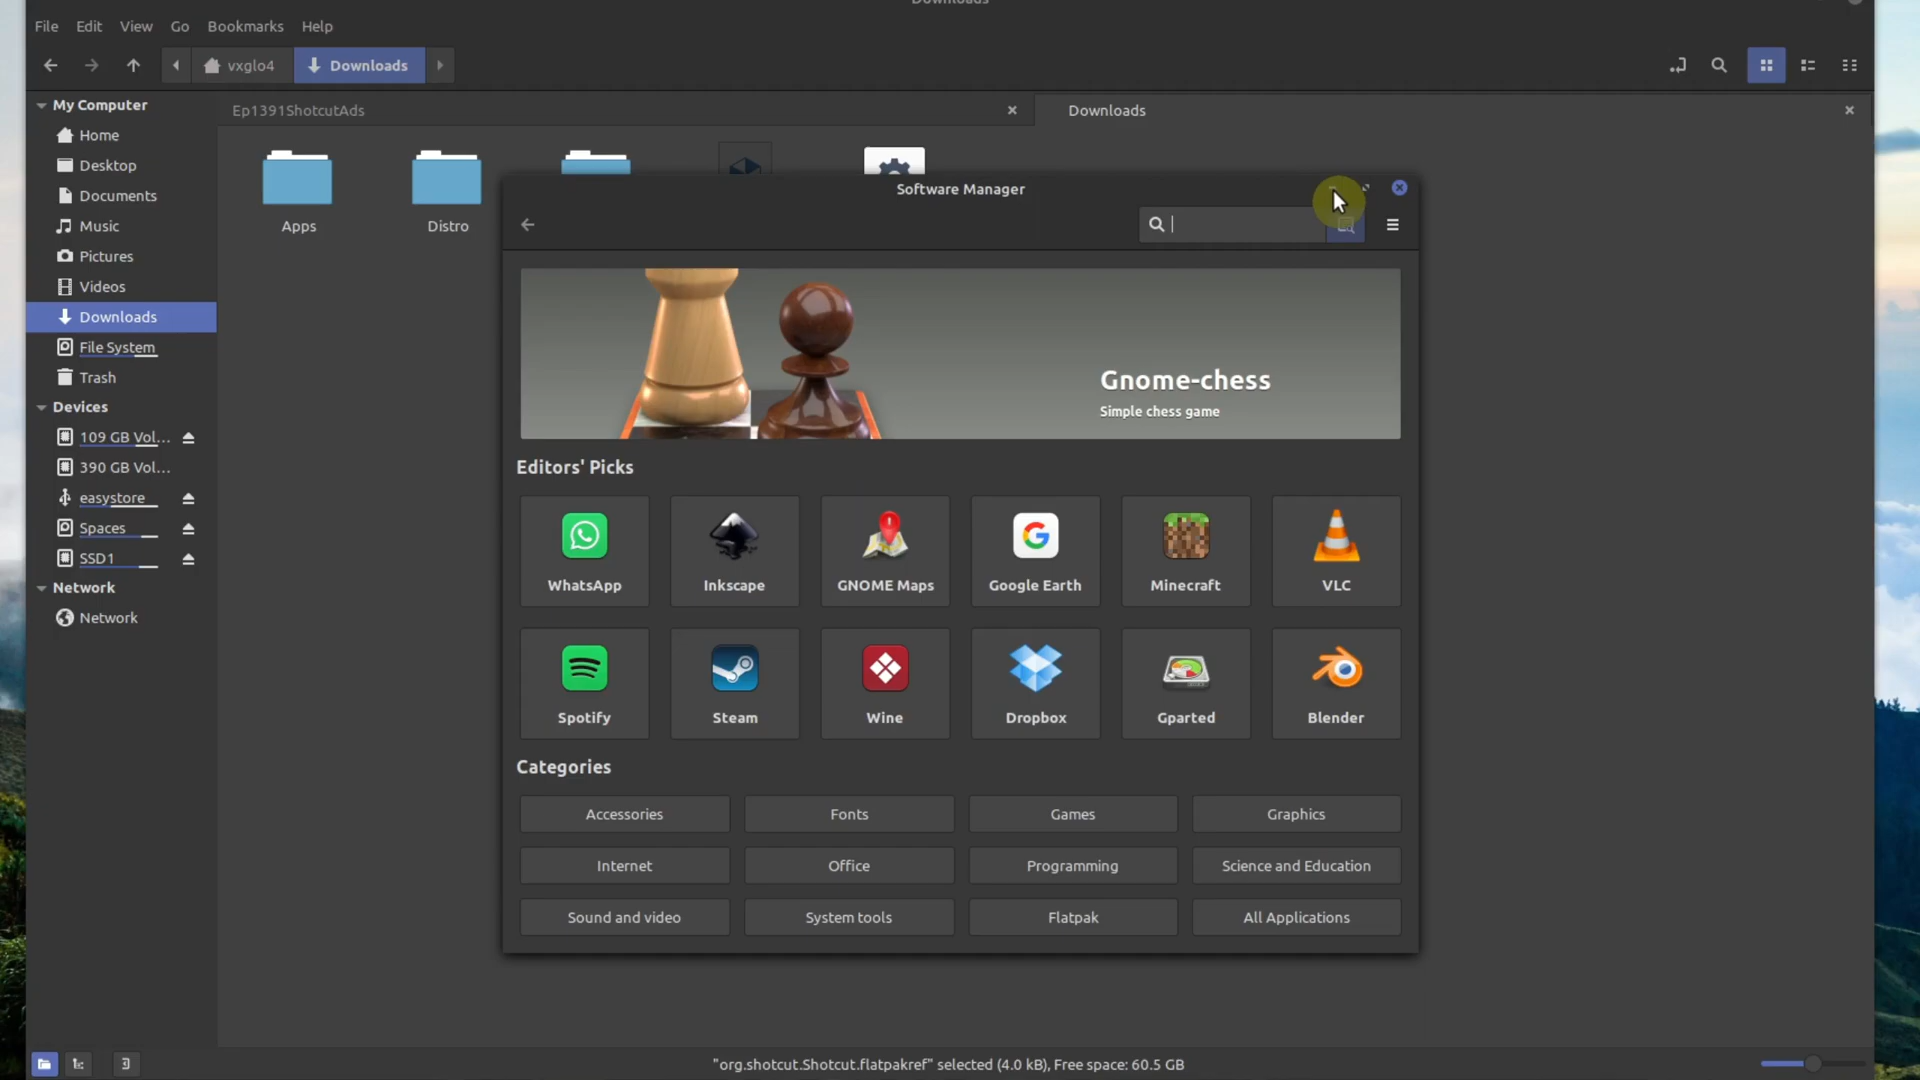 Downloads
File Edit View Go Bookmarks Help
vxglo4 Downloads
My Computer
Home
Desktop
Documents
Music
Pictures
Videos
Downloads
File System
Trash
Devices
109 GB Vol...
390 GB Vol...
easystore
Spaces
SSD1
Network
Network
Ep1391ShotcutAds Downloads
Apps Distro
Software Manager
Gnome-chess
Simple chess game
Editors' Picks
WhatsApp Inkscape GNOME Maps Google Earth Minecraft VLC
Spotify Steam Wine Dropbox Gparted Blender
Categories
Accessories Fonts Games Graphics
Internet Office Programming Science and Education
Sound and video System tools Flatpak All Applications
"org.shotcut.Shotcut.flatpakref" selected (4.0 kB), Free space: 60.5 GB